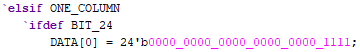 `elsif ONE_COLUMN
`ifdef BIT_24
DATA[0] = 24'b0000_0000_0000_0000_0000_1111;